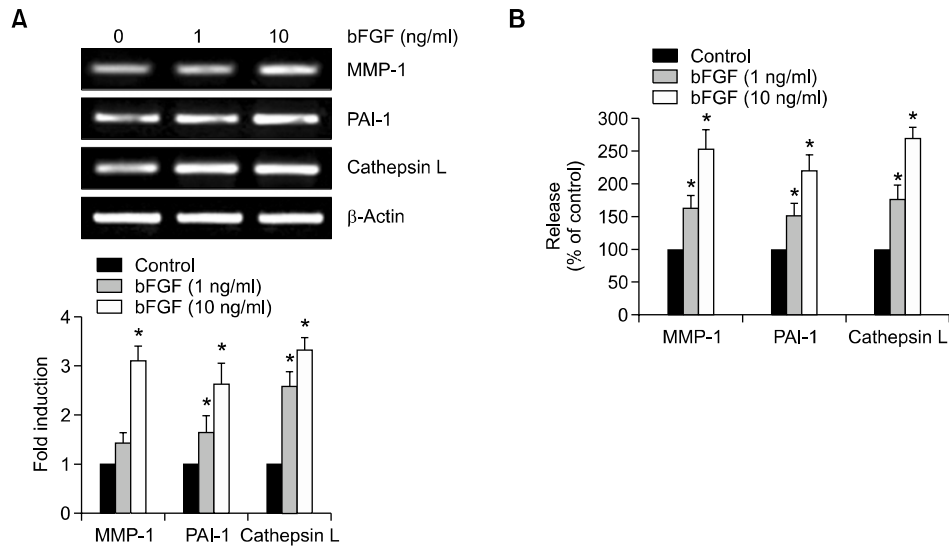 A
0 1 10 bFGF (ng/ml)
MMP-1
PAI-1
Cathepsin L
β-Actin
Control
bFGF (1 ng/ml)
bFGF (10 ng/ml)
Fold induction
4
3
2
1
0
* * * * *
MMP-1 PAI-1 Cathepsin L
B
Control
bFGF (1 ng/ml)
bFGF (10 ng/ml)
Release
(% of control)
300
250
200
150
100
50
0
* * * * * *
MMP-1 PAI-1 Cathepsin L